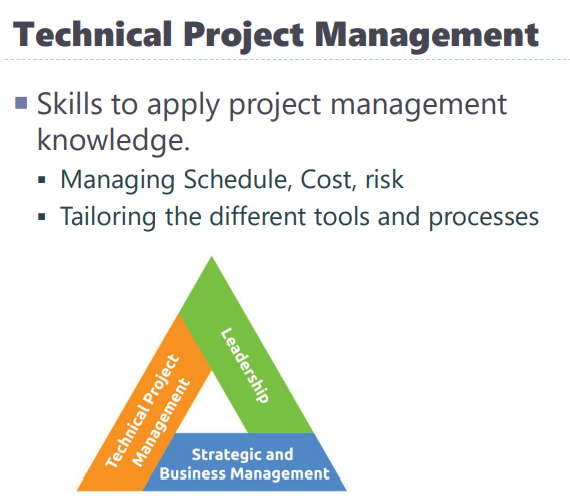 Technical Project Management
Skills to apply project management
knowledge.
Managing Schedule, Cost, risk
Tailoring the different tools and processes
Leadership
Technical Project
Management
Strategic and
Business Management